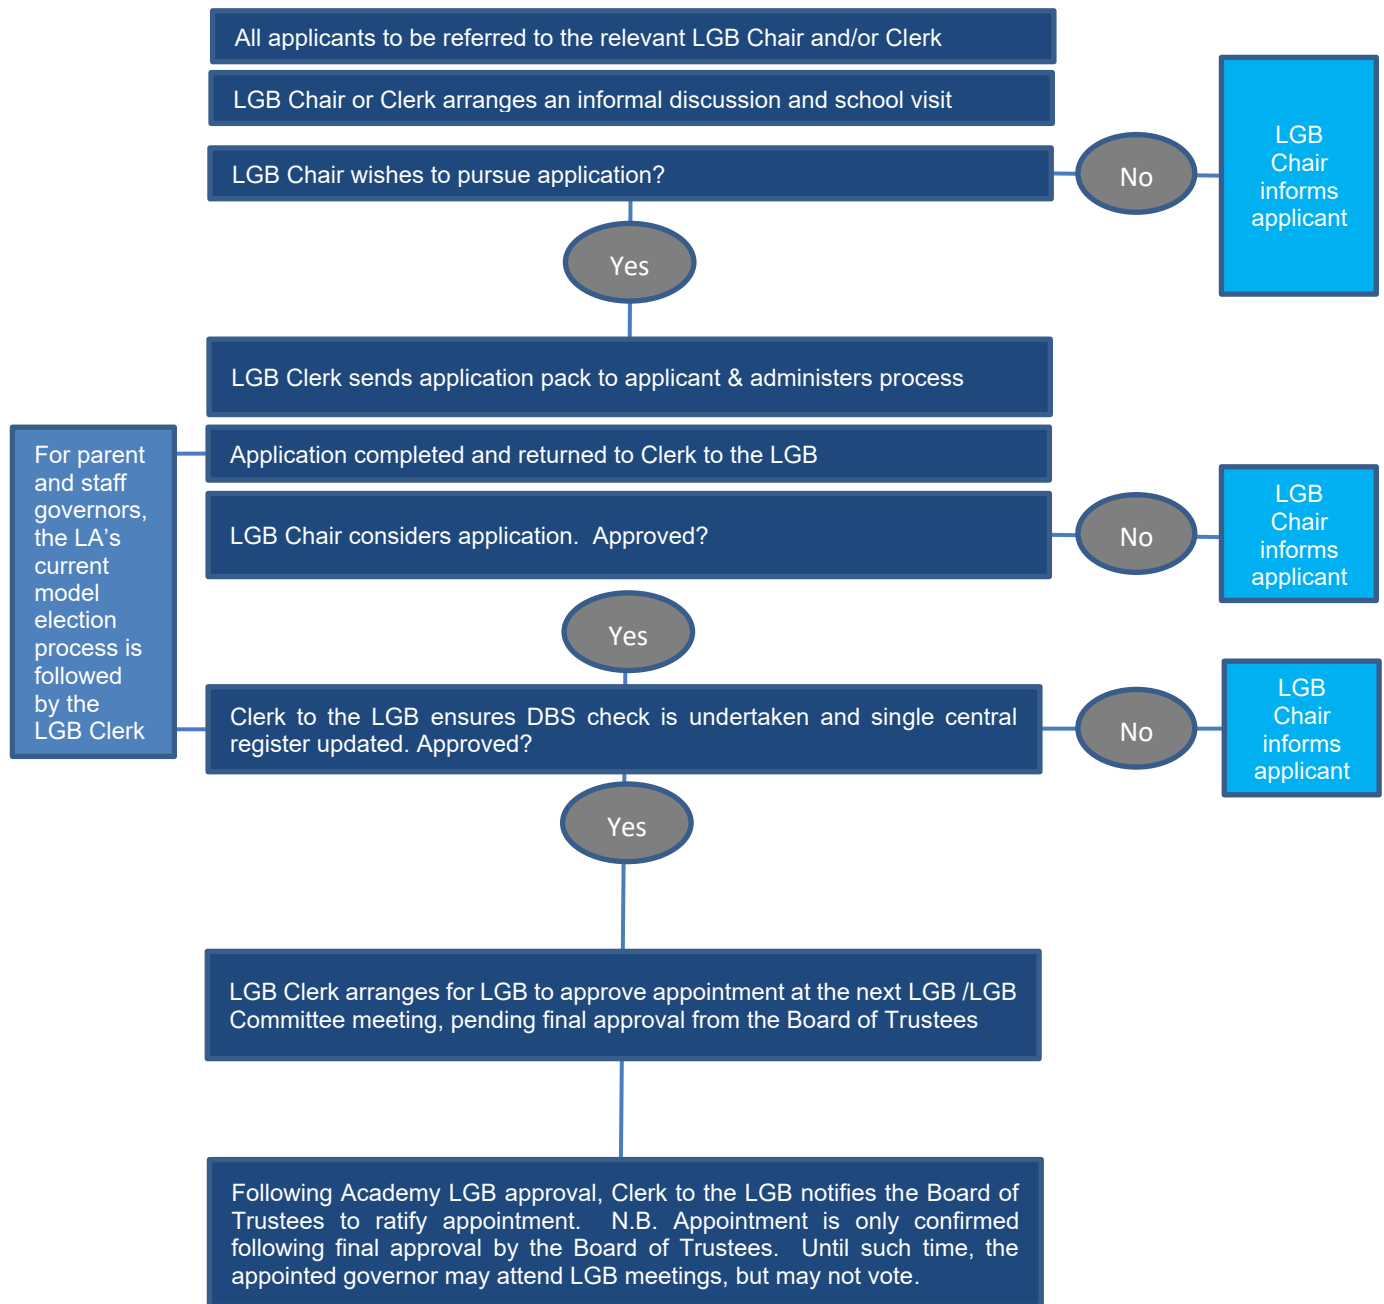 All applicants to be referred to the relevant LGB Chair and/or Clerk
LGB Chair or Clerk arranges an informal discussion and school visit
LGB Chair wishes to pursue application?
No
LGB
Chair
informs
applicant
Yes
LGB Clerk sends application pack to applicant & administers process
For parent
and staff
governors,
the LA’s
current
model
election
process is
followed
by the
LGB Clerk
Application completed and returned to Clerk to the LGB
LGB Chair considers application.  Approved?
No
LGB
Chair
informs
applicant
Yes
Clerk to the LGB ensures DBS check is undertaken and single central
register updated. Approved?
No
LGB
Chair
informs
applicant
Yes
LGB Clerk arranges for LGB to approve appointment at the next LGB /LGB
Committee meeting, pending final approval from the Board of Trustees
Following Academy LGB approval, Clerk to the LGB notifies the Board of
Trustees to ratify appointment.  N.B. Appointment is only confirmed
following final approval by the Board of Trustees.  Until such time, the
appointed governor may attend LGB meetings, but may not vote.